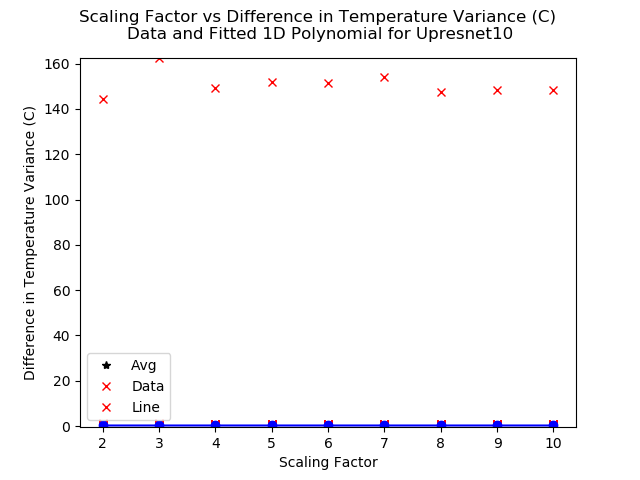 Scaling Factor vs Difference in Temperature Variance (C)
Data and Fitted 1D Polynomial for Upresnet10
Difference in Temperature Variance (C)
160
140
120
100
80
60
40
20
0
Avg
Data
Line
2 3 4 5 6 7 8 9 10
Scaling Factor